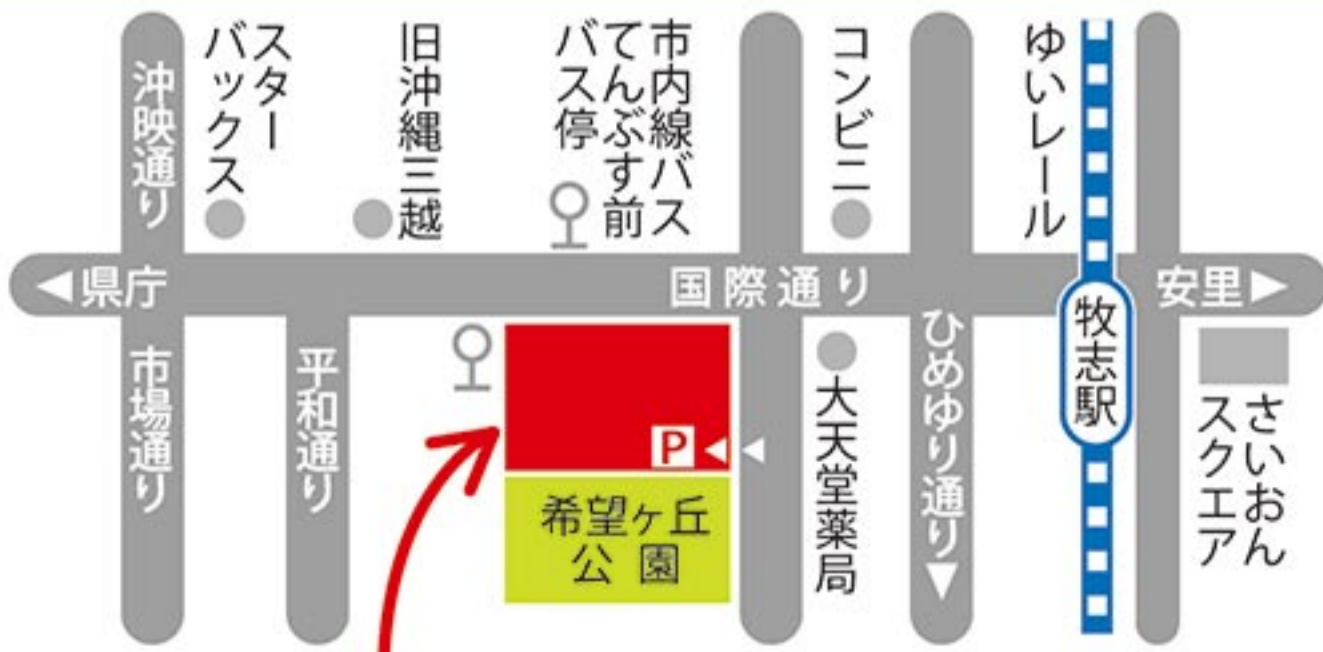 沖映通り
スター
バックス
旧沖縄三越
市内線バス
てんぶす前
バス停
コンビニ
ゆいレール
◀県庁
国際通り
安里▶
市場通り
平和通り
P
希望ヶ丘
公園
大天堂薬局
ひめゆり通り▼
牧志駅
さいおん
スクエア